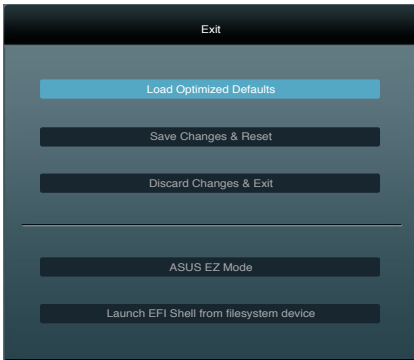 Exit
Load Optimized Defaults
Save Changes & Reset
Discard Changes & Exit
ASUS EZ Mode
Launch EFI Shell from filesystem device